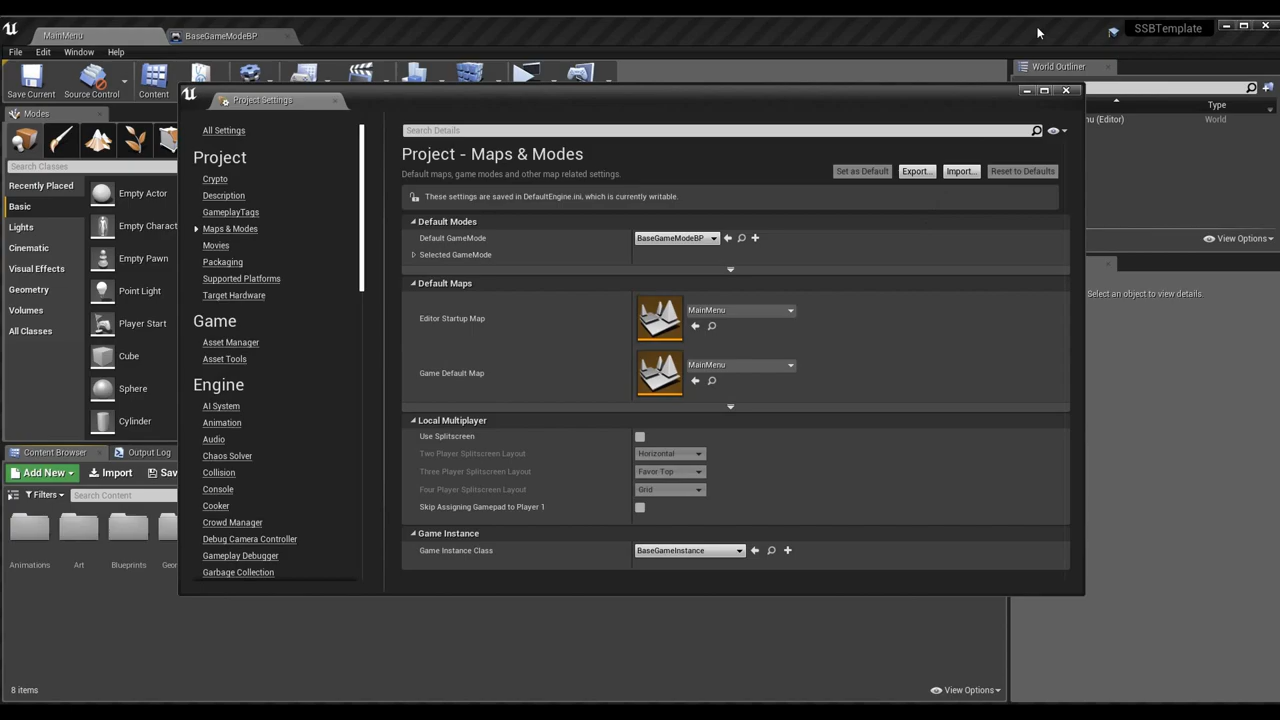 MainMenu
BaseGameModeBP
SSBTemplate
File Edit Window Help
World Outliner
Save Current Source Control Content
Project Settings
Modes
Type
nu (Editor) World
All Settings
Search Details
Search Classes
Project
Project - Maps & Modes
Default maps, game modes and other map related settings.
Set as Default Export... Import... Reset to Defaults
Crypto
Description
GameplayTags
Maps & Modes
Movies
Packaging
Supported Platforms
Target Hardware
These settings are saved in DefaultEngine.ini, which is currently writable.
Recently Played
Basic
Lights
Cinematic
Visual Effects
Geometry
Volumes
All Classes
Empty Actor
Empty Charact
Empty Pawn
Point Light
Player Start
Cube
Sphere
Cylinder
Default Modes
Default GameMode BaseGameModeBP
Selected GameMode
Default Maps
Editor Startup Map MainMenu
Game Default Map MainMenu
Local Multiplayer
Use Splitscreen
Two Player Splitscreen Layout Horizontal
Three Player Splitscreen Layout Favor Top
Four Player Splitscreen Layout Grid
Skip Assigning Gamepad to Player 1
Game Instance
Game Instance Class BaseGameInstance
Game
Asset Manager
Asset Tools
Engine
AI System
Animation
Audio
Chaos Solver
Collision
Console
Cooker
Crowd Manager
Debug Camera Controller
Gameplay Debugger
Garbage Collection
View Options
Select an object to view details.
Content Browser Output Log
Add New Import Sav
Filters Search Content
Animations Art Blueprints Geo
8 items
View Options